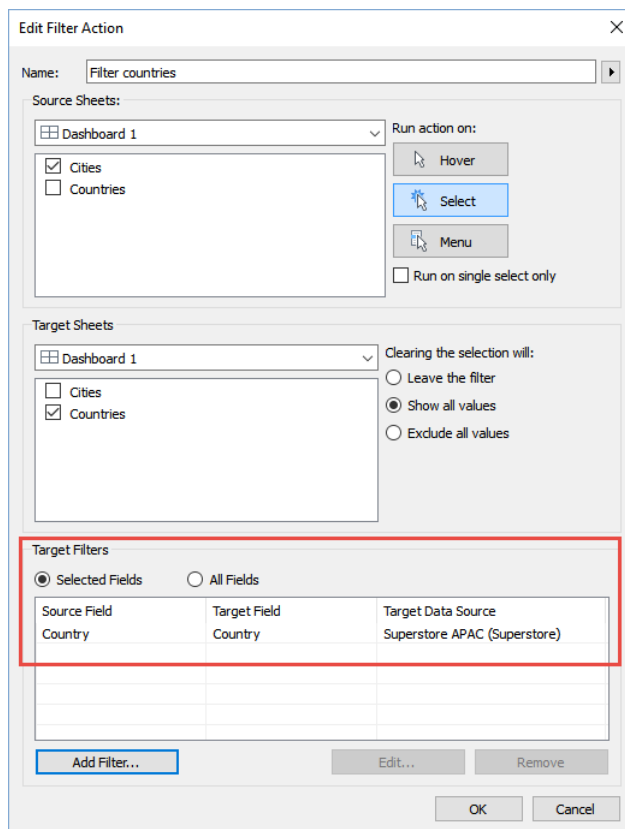 Edit Filter Action
Name: Filter countries
Source Sheets:
Dashboard 1
Cities
Countries
Run action on:
Hover
Select
Menu
Run on single select only
Target Sheets
Dashboard 1
Cities
Countries
Clearing the selection will:
Leave the filter
Show all values
Exclude all values
Target Filters
Selected Fields All Fields
Source Field Target Field Target Data Source
Country Country Superstore APAC (Superstore)
Add Filter... Edit... Remove
OK Cancel